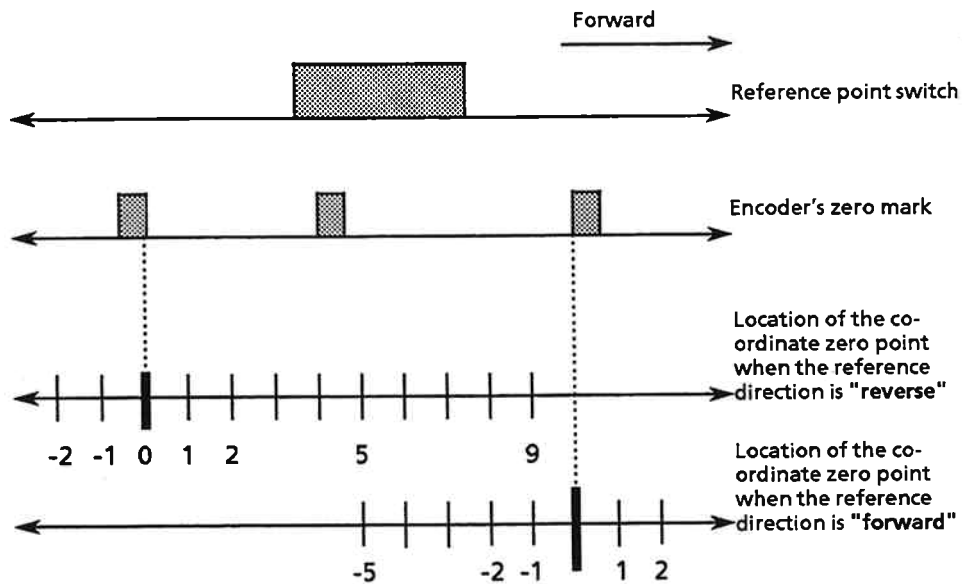 Forward
Reference point switch
Encoder's zero mark
Location of the co-
ordinate zero point
when the reference
direction is "reverse"
-2 -1 0 1 2 5 9
Location of the co-
ordinate zero point
when the reference
direction is "forward"
-5 -2 -1 1 2